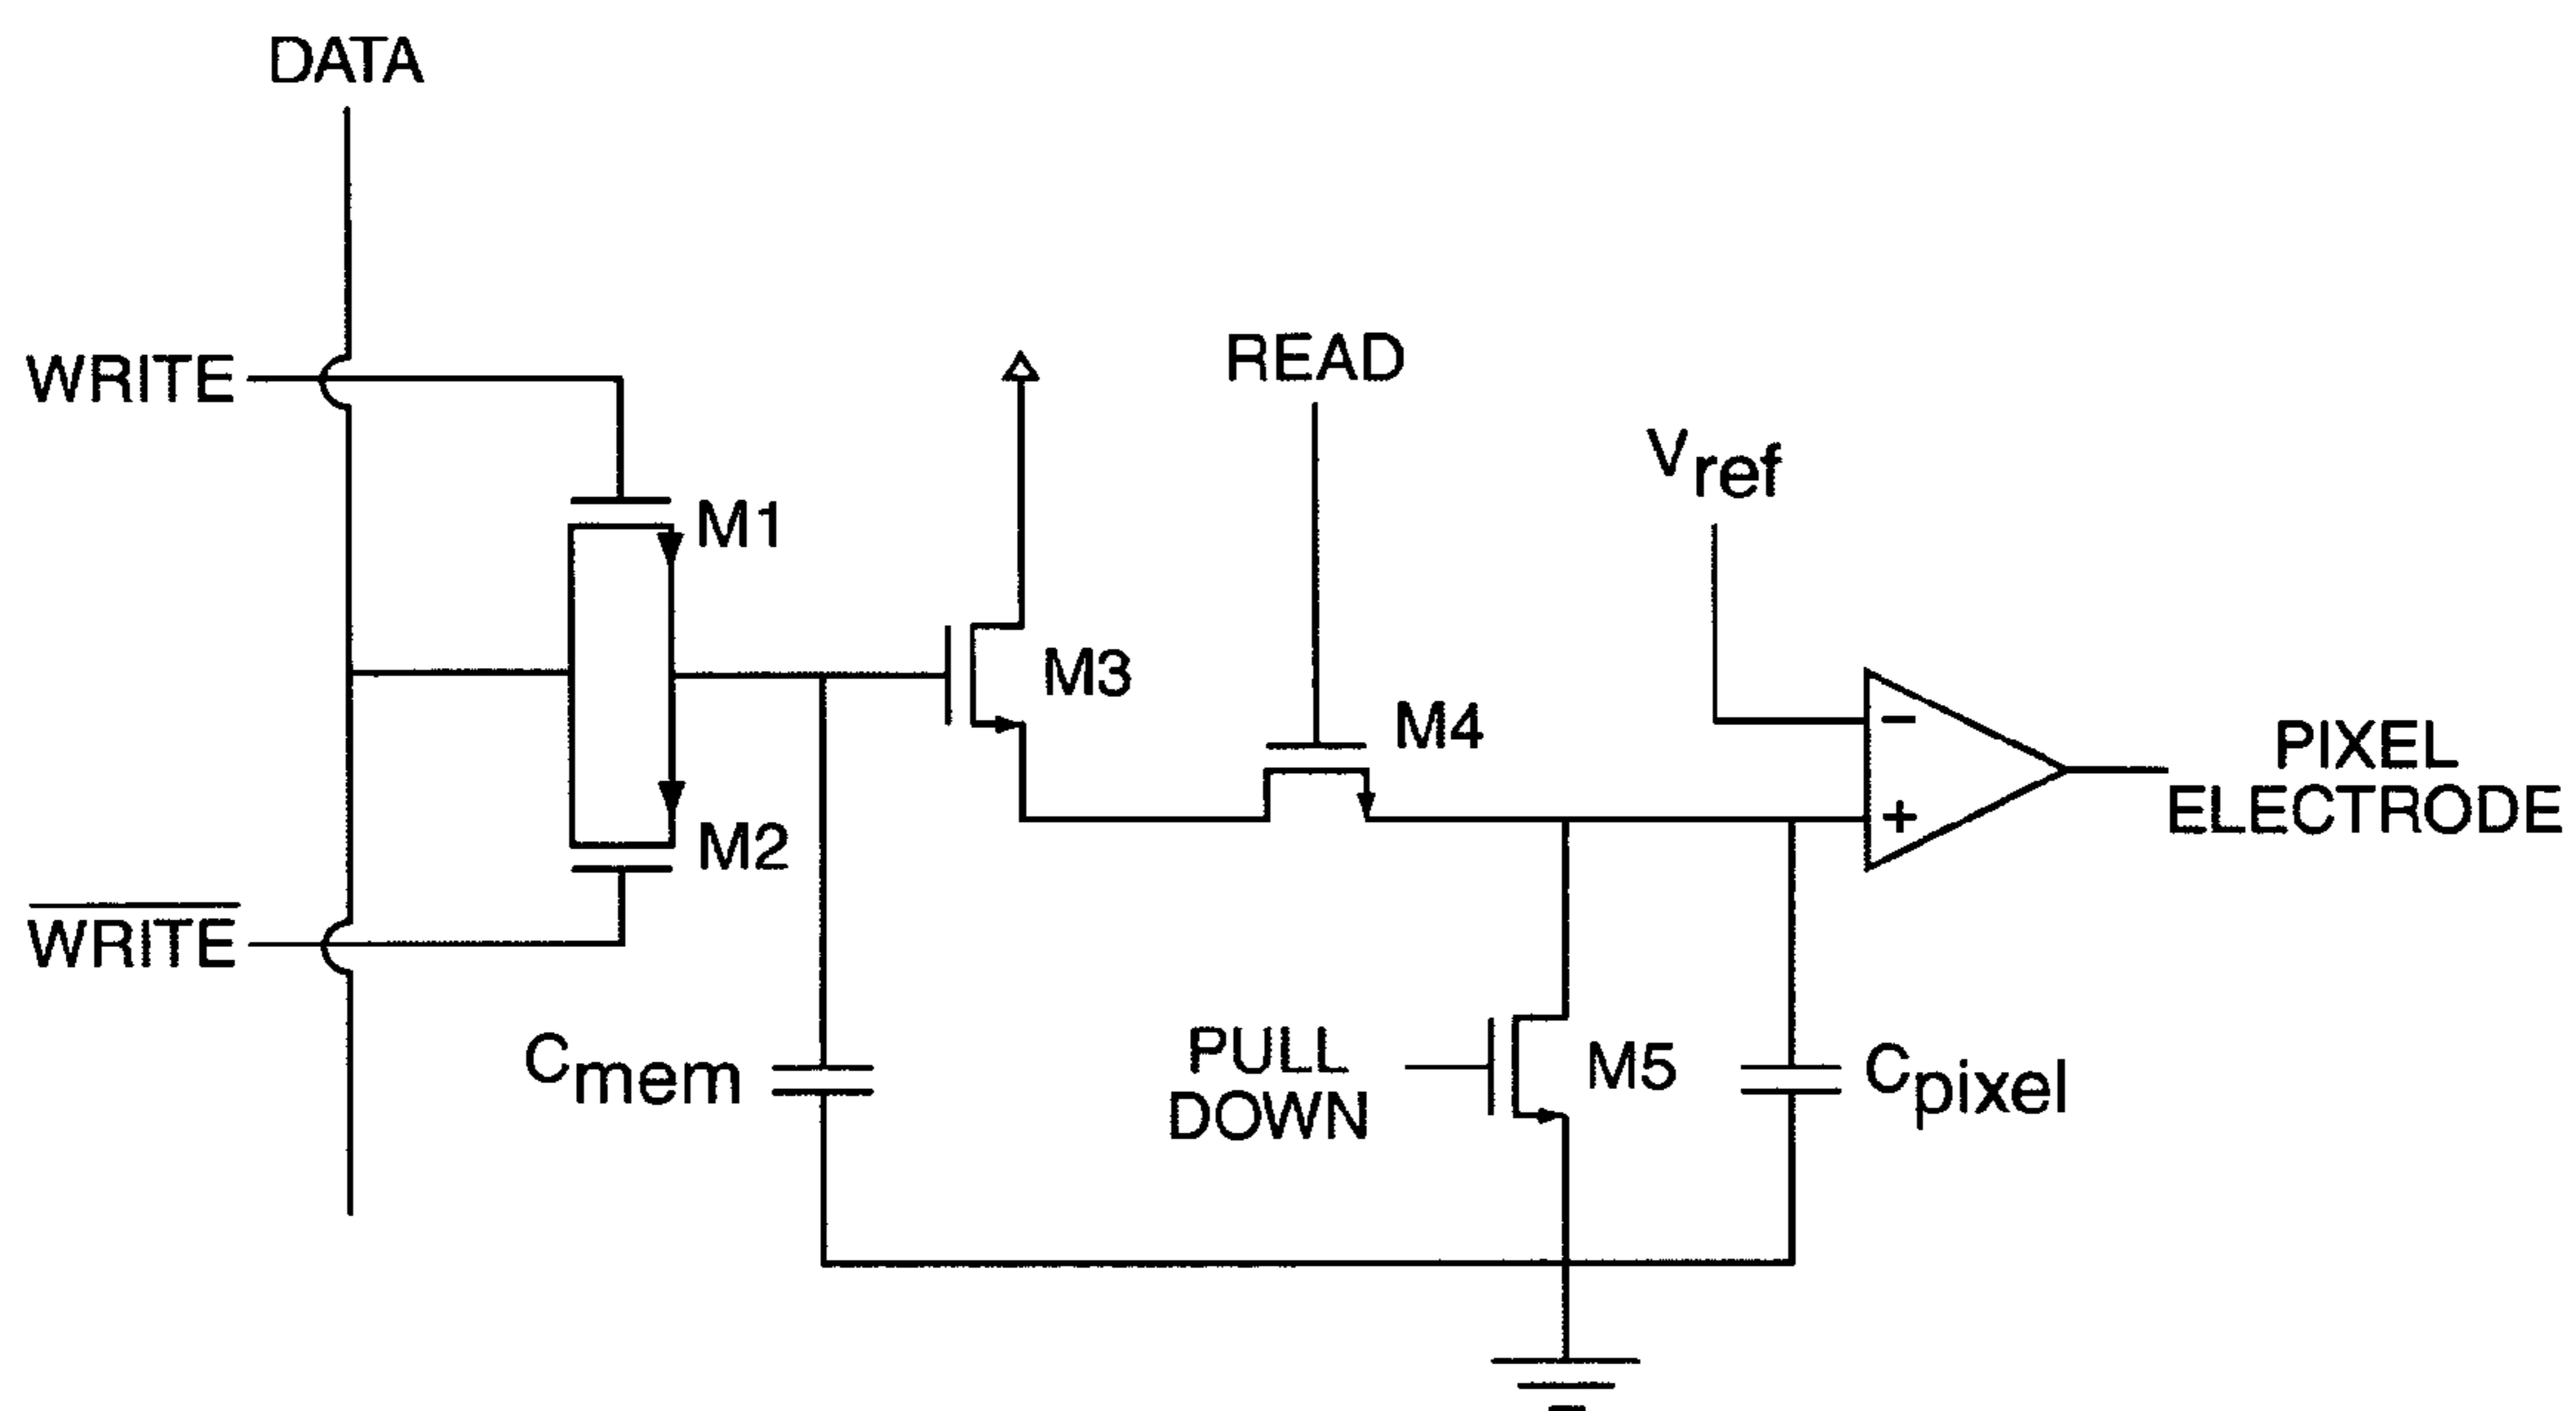 DATA
WRITE
READ
Vref
M1
M3
M4
−
PIXEL
ELECTRODE
+
M2
WRITE
Cmem
PULL
DOWN
M5
Cpixel